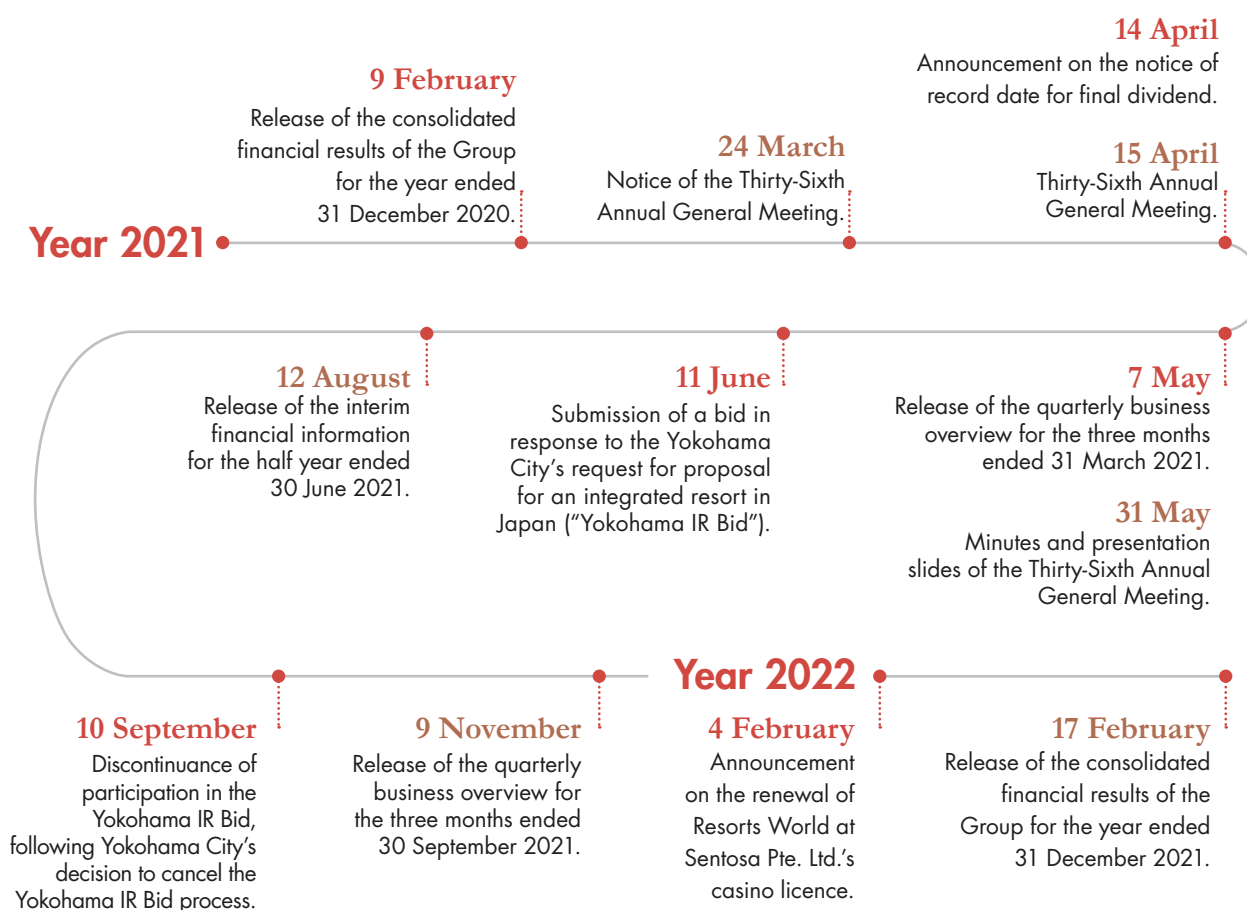 Year 2021
9 February
Release of the consolidated
financial results of the Group
for the year ended
31 December 2020.
24 March
Notice of the Thirty-Sixth
Annual General Meeting.
14 April
Announcement on the notice of
record date for final dividend.
15 April
Thirty-Sixth Annual
General Meeting.
7 May
Release of the quarterly business
overview for the three months
ended 31 March 2021.
31 May
Minutes and presentation
slides of the Thirty-Sixth Annual
General Meeting.
11 June
Submission of a bid in
response to the Yokohama
City’s request for proposal
for an integrated resort in
Japan (“Yokohama IR Bid”).
12 August
Release of the interim
financial information
for the half year ended
30 June 2021.
10 September
Discontinuance of
participation in the
Yokohama IR Bid,
following Yokohama City’s
decision to cancel the
Yokohama IR Bid process.
9 November
Release of the quarterly
business overview for
the three months ended
30 September 2021.
Year 2022
4 February
Announcement
on the renewal of
Resorts World at
Sentosa Pte. Ltd.’s
casino licence.
17 February
Release of the consolidated
financial results of the
Group for the year ended
31 December 2021.